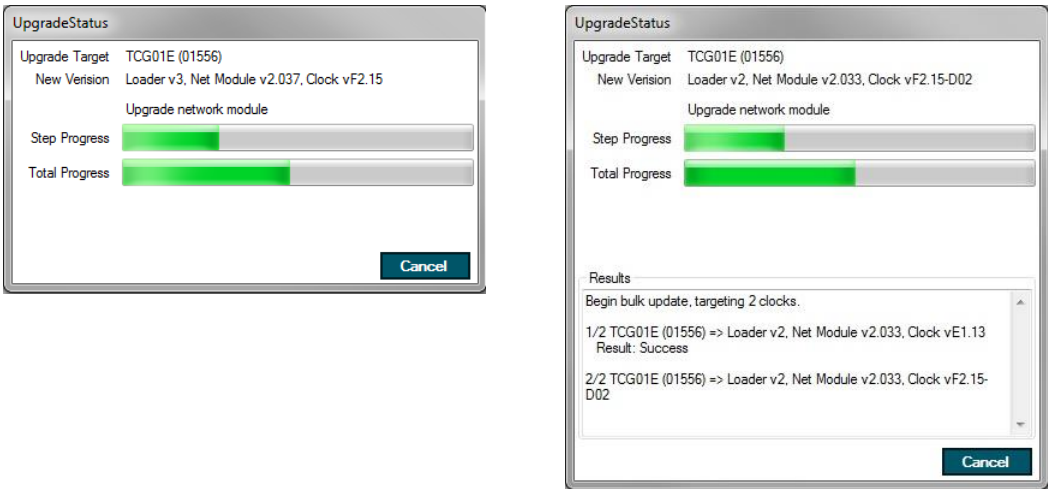 UpgradeStatus
Upgrade Target TCG01E (01556)
New Verision Loader v3, Net Module v2.037, Clock vF2.15
Upgrade network module
Step Progress
Total Progress
Cancel
UpgradeStatus
Upgrade Target TCG01E (01556)
New Verision Loader v2, Net Module v2.033, Clock vF2.15-D02
Upgrade network module
Step Progress
Total Progress
Results
Begin bulk update, targeting 2 clocks.
1/2 TCG01E (01556) => Loader v2, Net Module v2.033, Clock vE1.13
Result: Success
2/2 TCG01E (01556) => Loader v2, Net Module v2.033, Clock vF2.15-
D02
Cancel